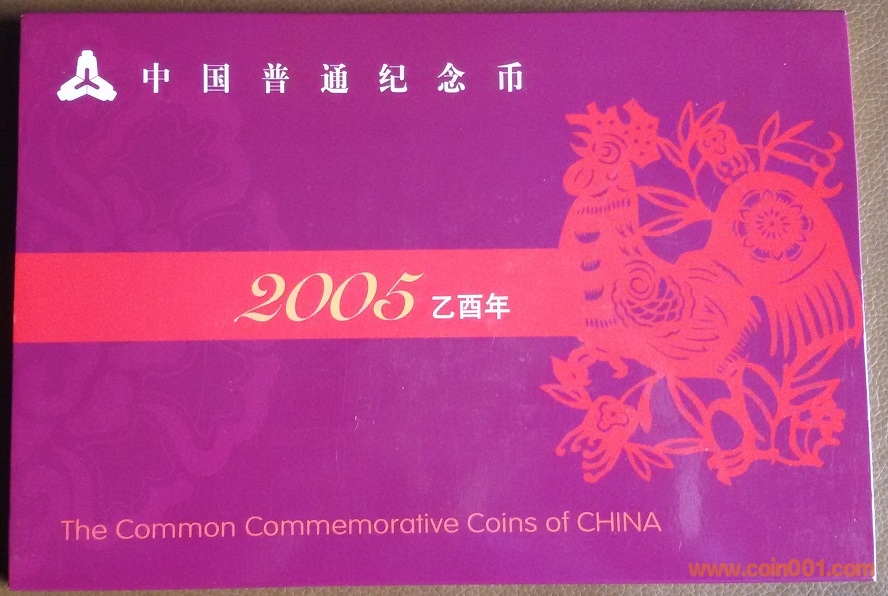 中国普通纪念币
2005 乙酉年
The Common Commemorative Coins of CHINA
www.coin001.com